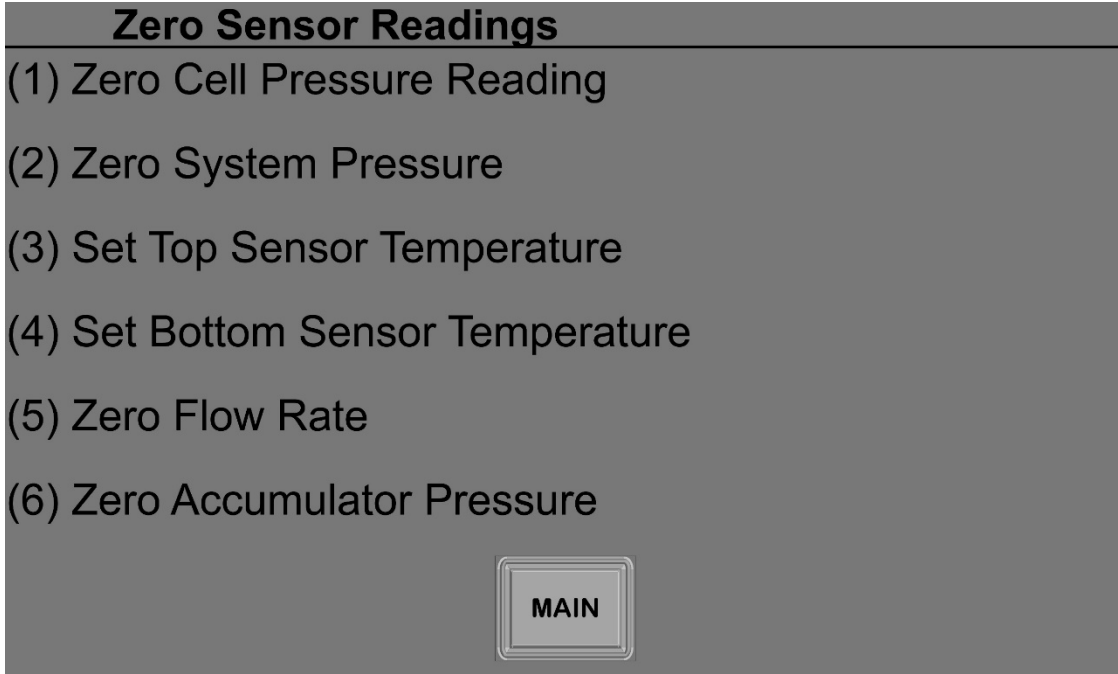 Zero Sensor Readings
(1) Zero Cell Pressure Reading
(2) Zero System Pressure
(3) Set Top Sensor Temperature
(4) Set Bottom Sensor Temperature
(5) Zero Flow Rate
(6) Zero Accumulator Pressure
MAIN